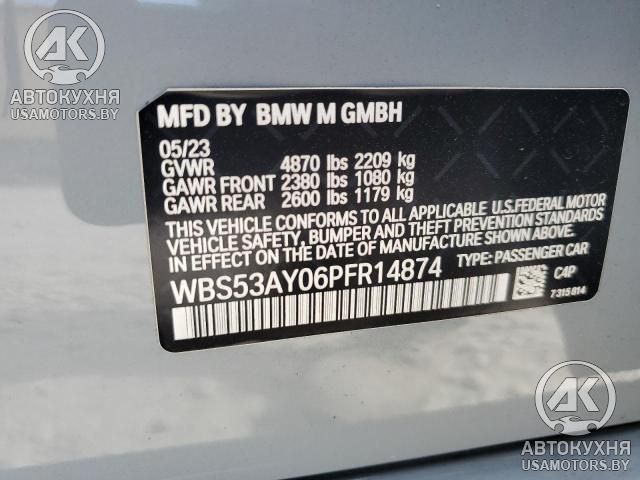 AK
АВТОКУХНЯ
USAMOTORS.BY
MFD BY BMW M GMBH
05/23
GVWR 4870 lbs 2209 kg
GAWR FRONT 2380 lbs 1080 kg
GAWR REAR 2600 lbs 1179 kg
THIS VEHICLE CONFORMS TO ALL APPLICABLE U.S.FEDERAL MOTOR
VEHICLE SAFETY, BUMPER AND THEFT PREVENTION STANDARDS
IN EFFECT ON THE DATE OF MANUFACTURE SHOWN ABOVE.
WBS53AY06PFR14874 TYPE: PASSENGER CAR
C4P
7315014
AK
АВТОКУХНЯ
USAMOTORS.BY